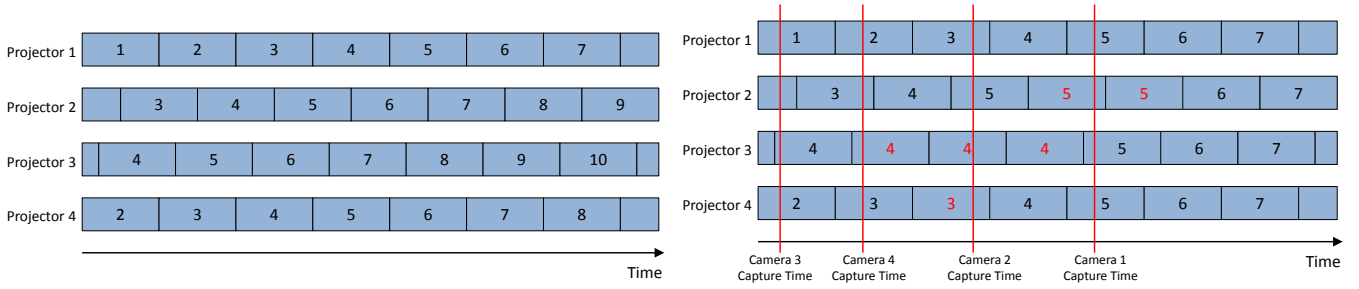 Projector 1 1 2 3 4 5 6 7
Projector 2 3 4 5 6 7 8 9
Projector 3 4 5 6 7 8 9 10
Projector 4 2 3 4 5 6 7 8
Time
Projector 1 1 2 3 4 5 6 7
Projector 2 3 4 5 5 5 6 7
Projector 3 4 4 4 4 5 6 7
Projector 4 2 3 3 4 5 6 7
Time
Camera 3 Camera 4 Camera 2 Camera 1
Capture Time Capture Time Capture Time Capture Time